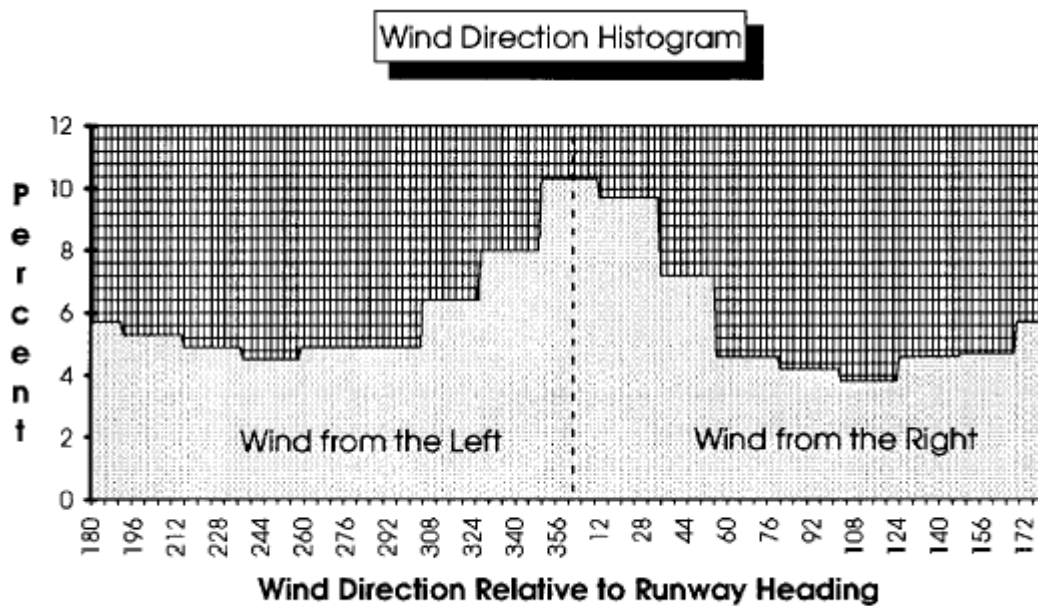 Wind Direction Histogram
12
10
8
6
4
2
0
Percent
Wind from the Left
Wind from the Right
180 196 212 228 244 260 276 292 308 324 340 356 12 28 44 60 76 92 108 124 140 156 172
Wind Direction Relative to Runway Heading